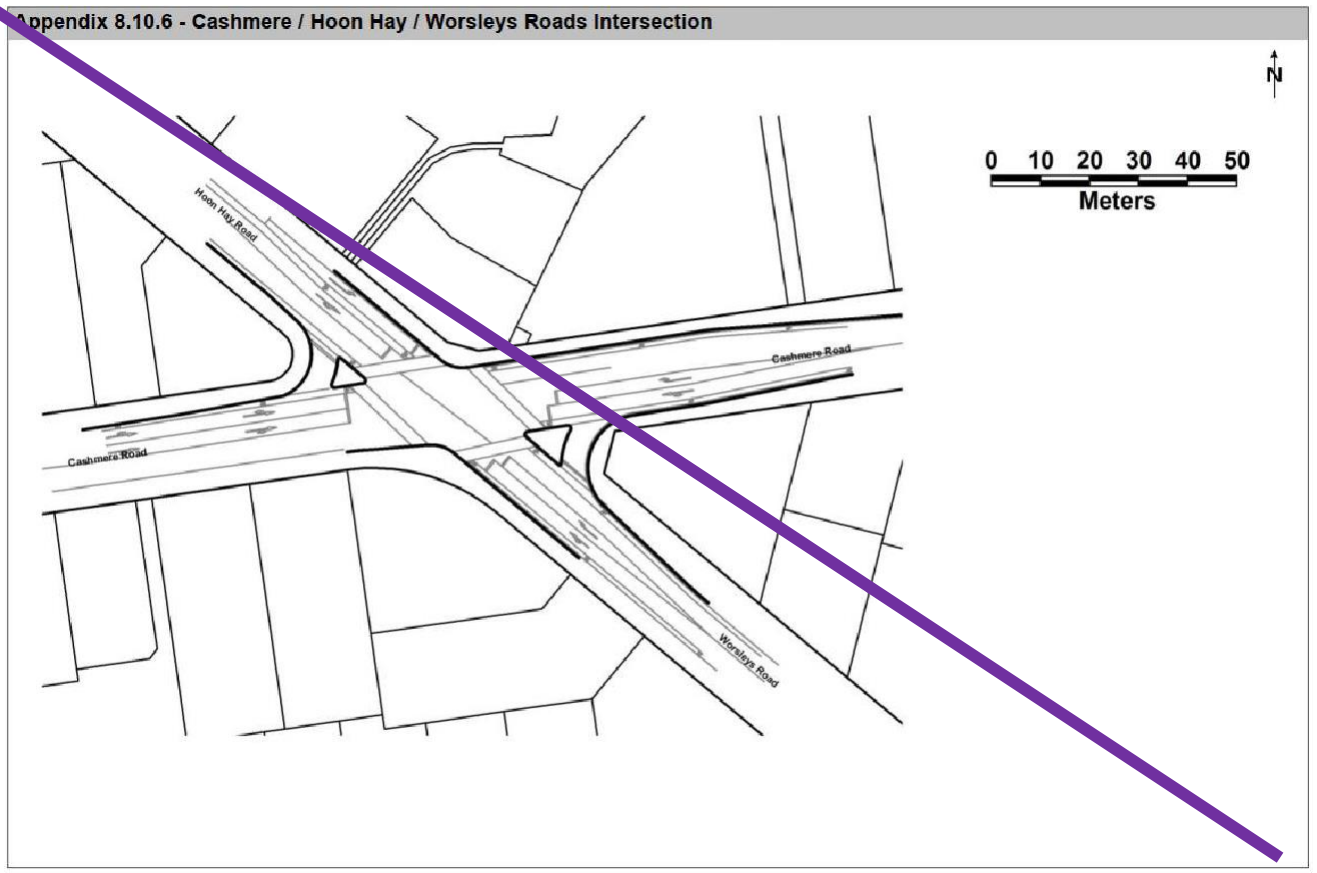 Appendix 8.10.6 - Cashmere / Hoon Hay / Worsleys Roads Intersection
N
0 10 20 30 40 50
Meters
Hoon Hay Road
Cashmere Road
Cashmere Road
Worsleys Road